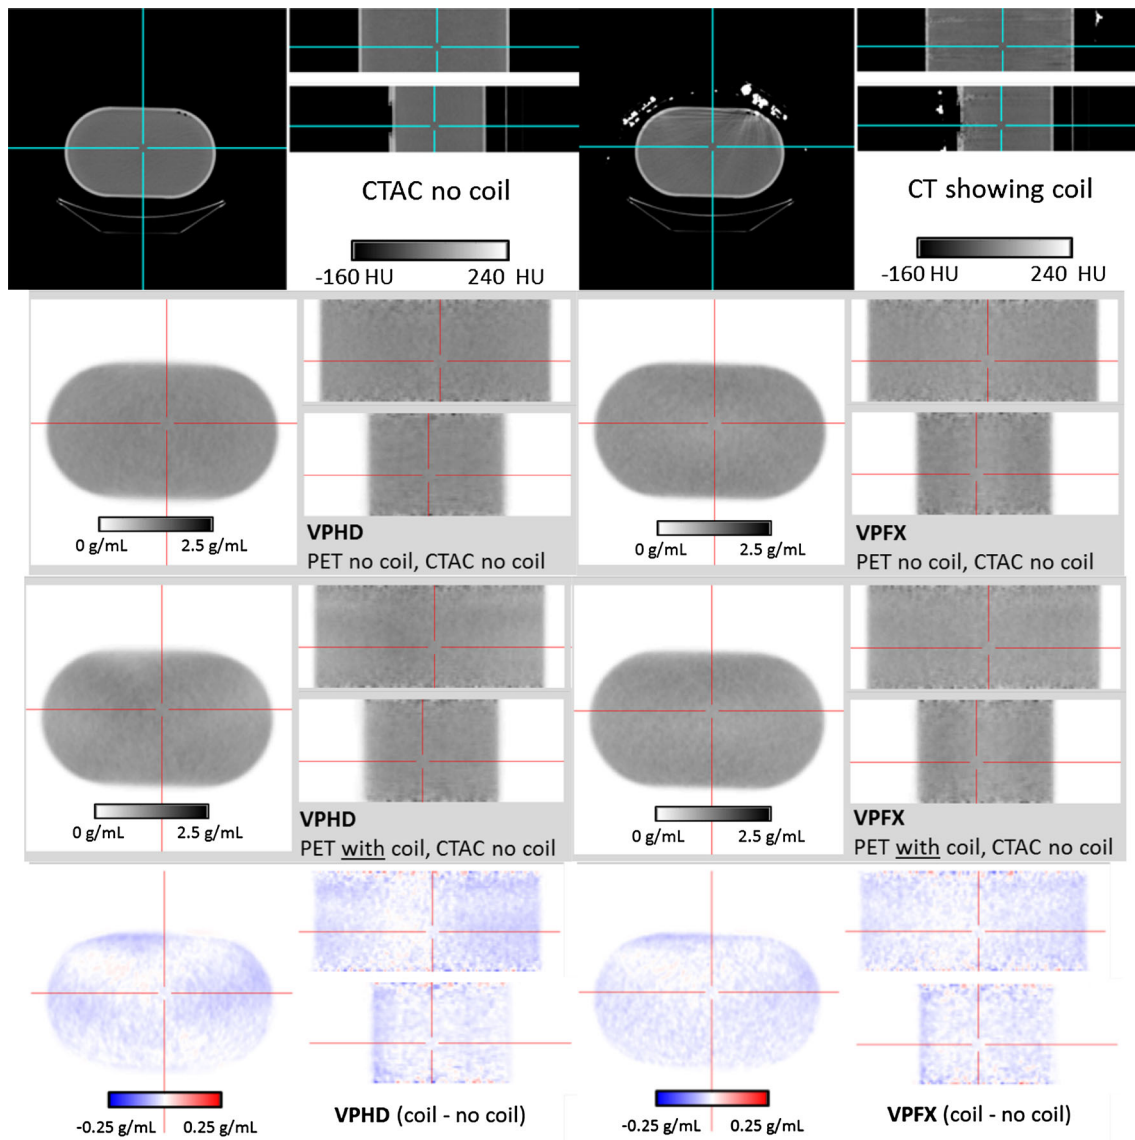 CTAC no coil
-160 HU 240 HU
CT showing coil
-160 HU 240 HU
0 g/mL 2.5 g/mL
VPHD
PET no coil, CTAC no coil
0 g/mL 2.5 g/mL
VPFX
PET no coil, CTAC no coil
0 g/mL 2.5 g/mL
VPHD
PET with coil, CTAC no coil
0 g/mL 2.5 g/mL
VPFX
PET with coil, CTAC no coil
-0.25 g/mL 0.25 g/mL
VPHD (coil - no coil)
-0.25 g/mL 0.25 g/mL
VPFX (coil - no coil)